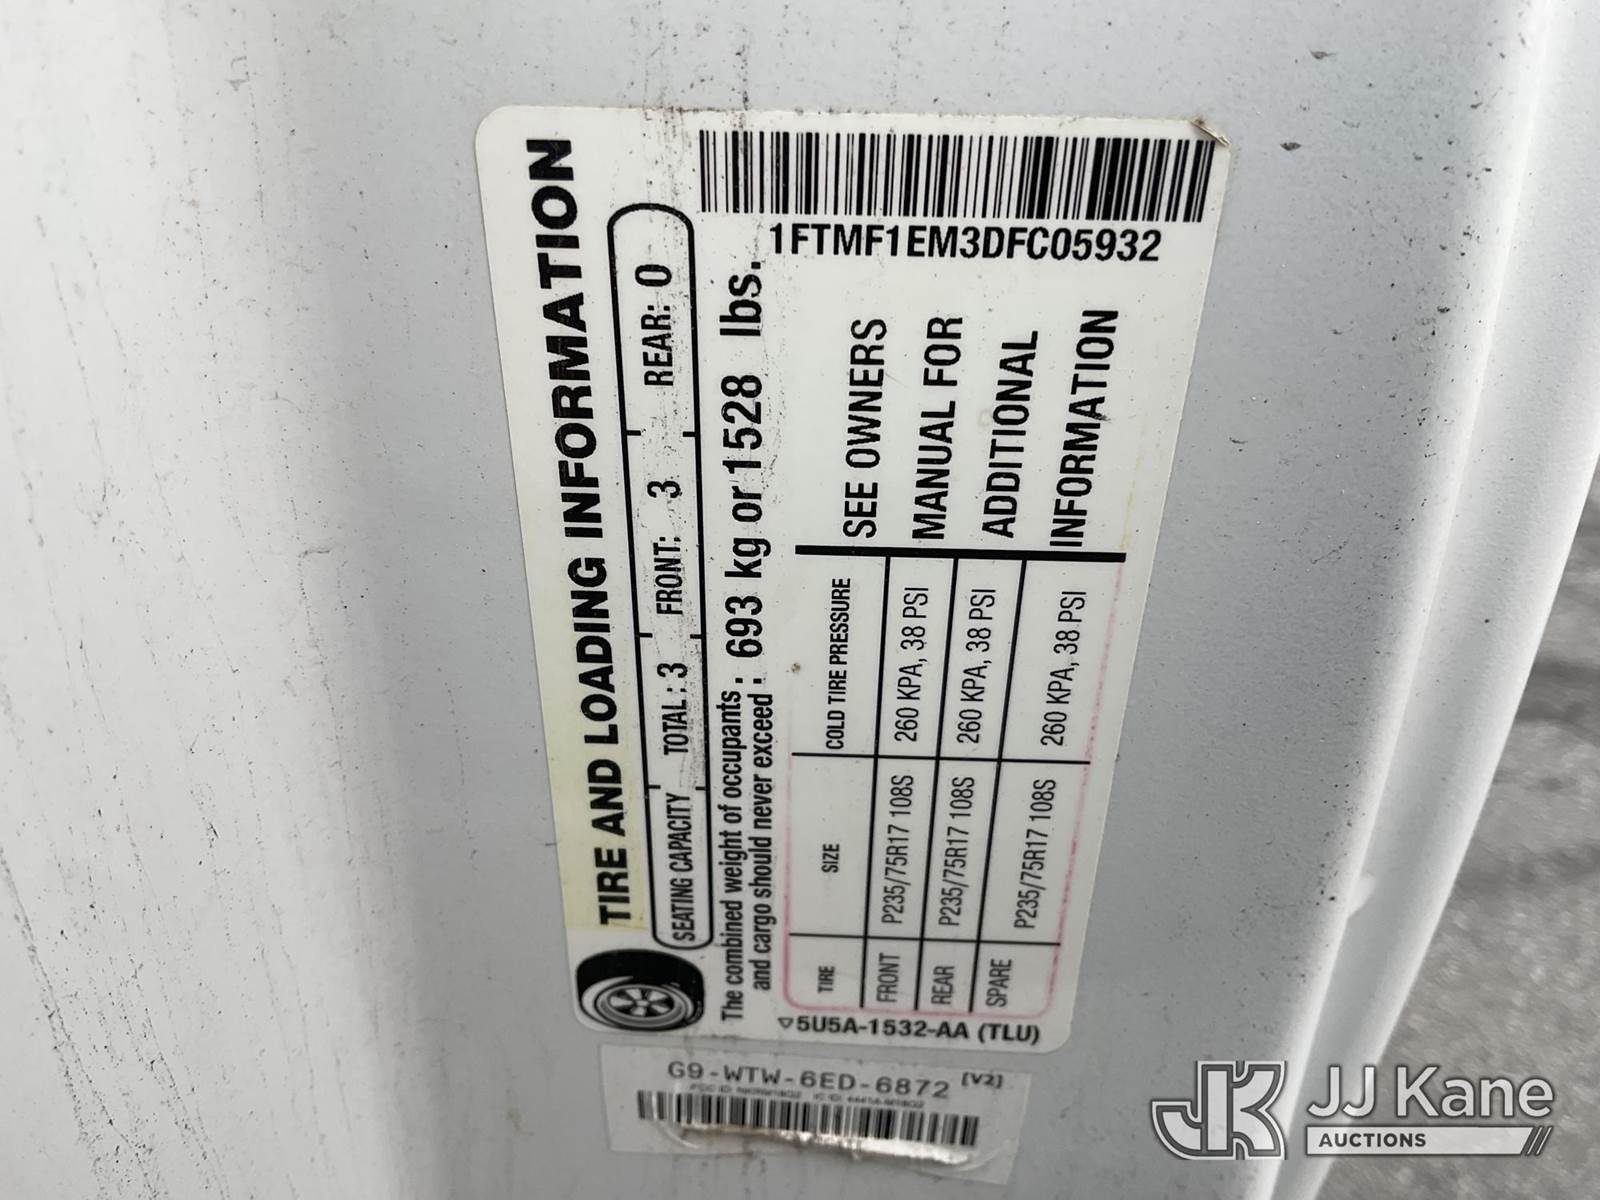 1FTMF1EM3DFC05932
TIRE AND LOADING INFORMATION
SEATING CAPACITY TOTAL: 3 FRONT: 3 REAR: 0
The combined weight of occupants
and cargo should never exceed : 693 kg or 1528 lbs.
TIRE SIZE COLD TIRE PRESSURE
FRONT P235/75R17 108S 260 KPA, 38 PSI
REAR P235/75R17 108S 260 KPA, 38 PSI
SPARE P235/75R17 108S 260 KPA, 38 PSI
SEE OWNERS
MANUAL FOR
ADDITIONAL
INFORMATION
5U5A-1532-AA (TLU)
G9-WTW-6ED-6872 [V2]
JJ Kane
AUCTIONS